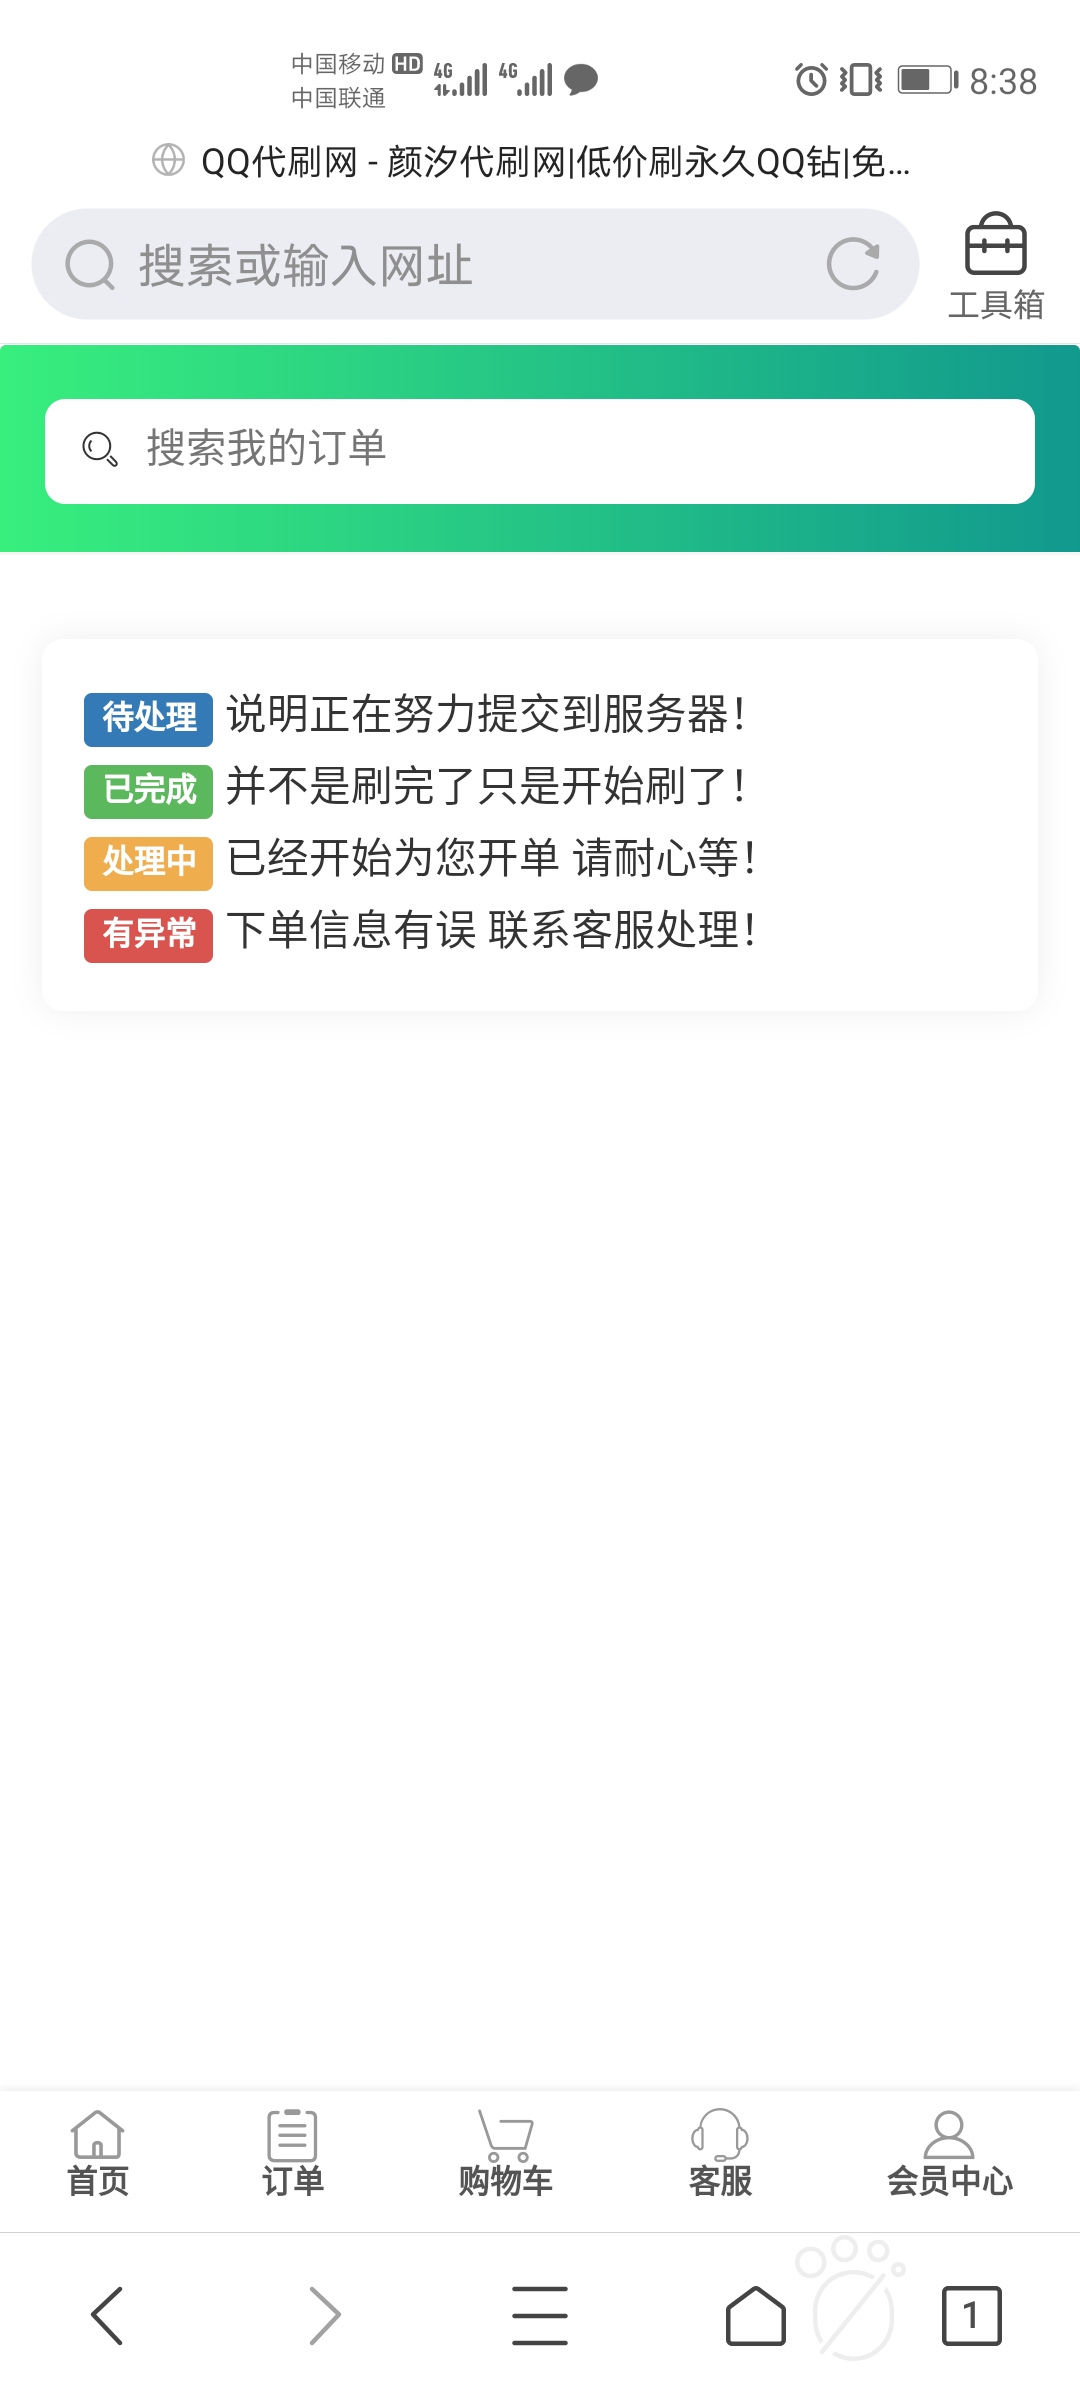 中国移动 HD 4G 4G 8:38
中国联通
QQ代刷网 - 颜汐代刷网|低价刷永久QQ钻|免...
搜索或输入网址
工具箱
搜索我的订单
待处理 说明正在努力提交到服务器!
已完成 并不是刷完了只是开始刷了!
处理中 已经开始为您开单 请耐心等!
有异常 下单信息有误 联系客服处理!
首页 订单 购物车 客服 会员中心
1